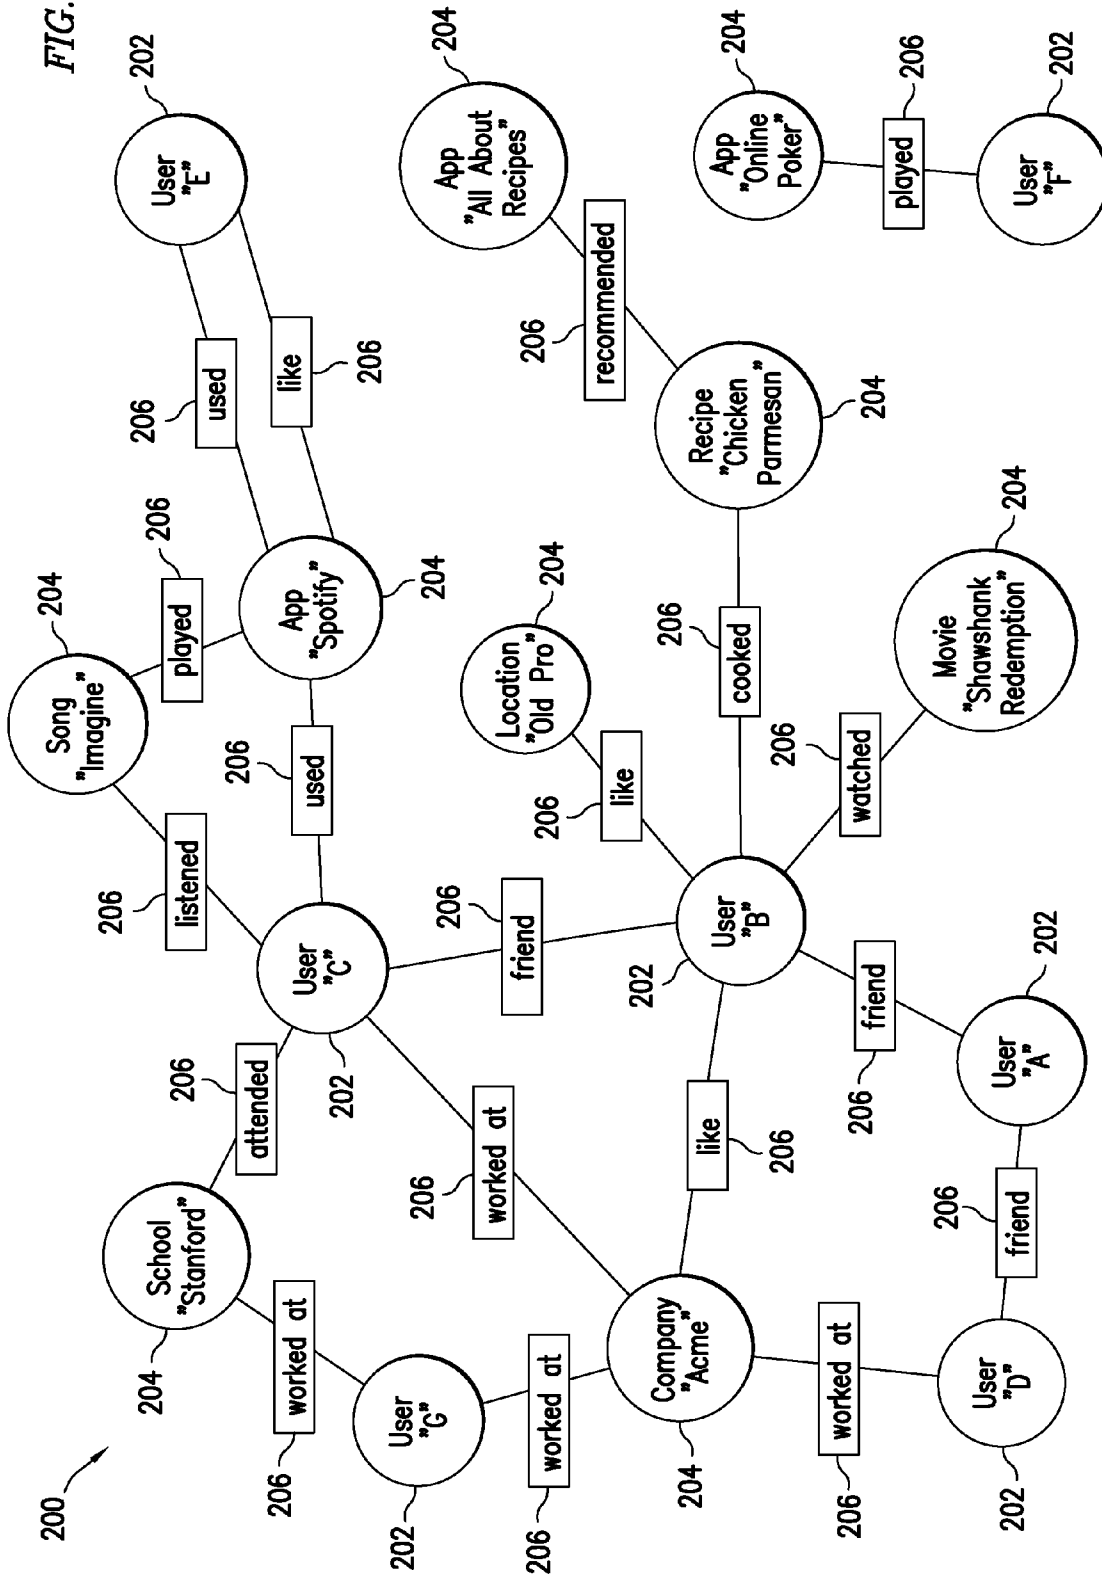 FIG.
200
204
School
"Stanford"
206
attended
206
listened
204
Song
"Imagine"
206
played
206
used
202
User
"E"
206
worked at
202
User
"G"
202
User
"C"
206
used
204
App
"Spotify"
206
like
206
worked at
206
worked at
206
friend
204
Location
"Old Pro"
206
like
206
recommended
204
App
"All About
Recipes"
204
Company
"Acme"
206
like
202
User
"B"
206
cooked
204
Recipe
"Chicken
Parmesan"
204
App
"Online
Poker"
206
worked at
206
friend
206
watched
206
played
202
User
"D"
206
friend
202
User
"A"
204
Movie
"Shawshank
Redemption"
202
User
"F"